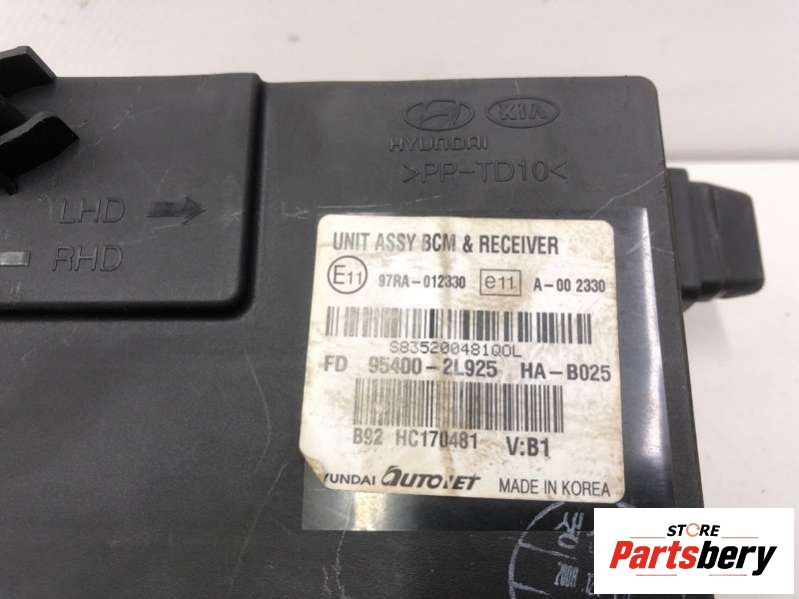 HYUNDAI
KIA
>PP-TD10<
LHD
RHD
UNIT ASSY BCM & RECEIVER
E11 97RA-012330 e11 A-00 2330
S835200481QOL
FD 95400-2L925 HA-B025
B92 HC170481 V:B1
YUNDAI AUTONET MADE IN KOREA
STORE
Partsbery